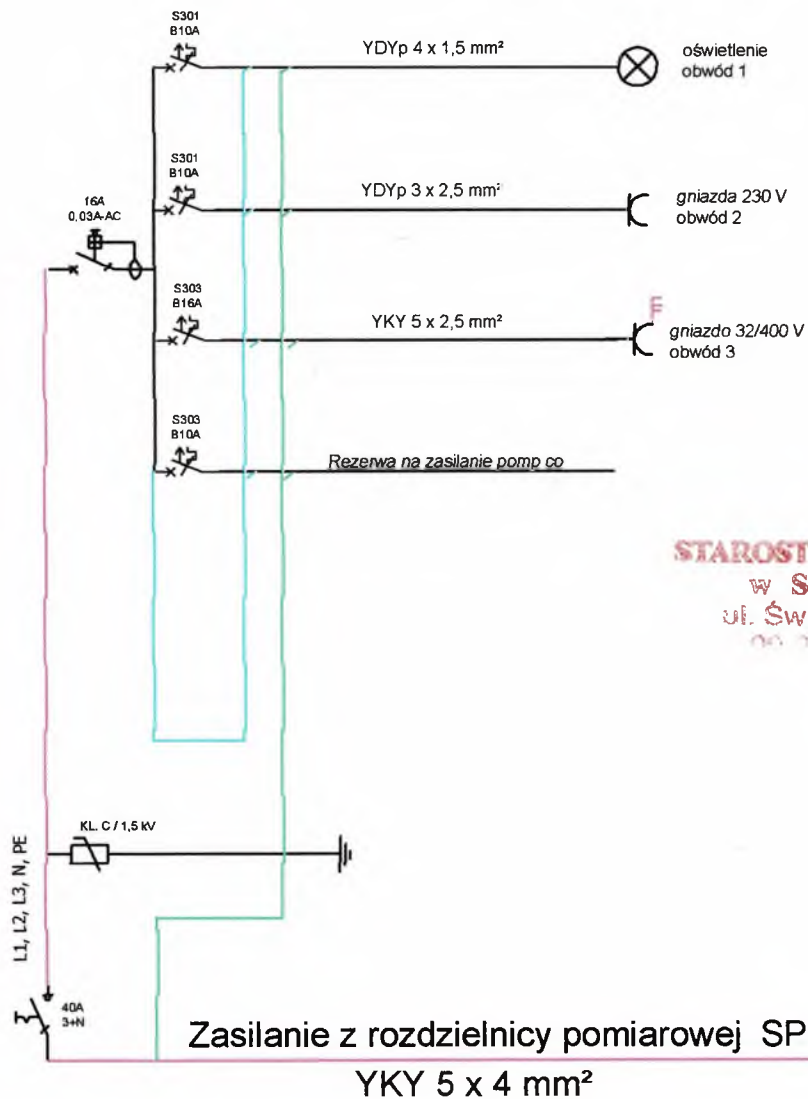 S301
B10A
YDYp 4 x 1,5 mm²
oświetlenie
obwód 1
S301
B10A
YDYp 3 x 2,5 mm²
gniazda 230 V
obwód 2
16A
0,03A-AC
S303
B16A
YKY 5 x 2,5 mm²
gniazdo 32/400 V
obwód 3
S303
B10A
Rezerwa na zasilanie pomp co
STAROST
w S
ul. Św
KL. C / 1,5 kV
L1, L2, L3, N, PE
40A
3+N
Zasilanie z rozdzielnicy pomiarowej SP
YKY 5 x 4 mm²